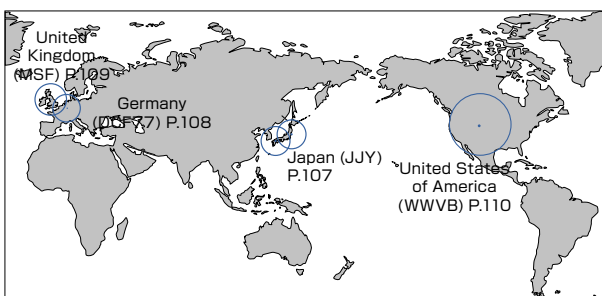 United
Kingdom
(MSF) P.109
Germany
(DCF77) P.108
Japan (JJY)
P.107
United States
of America
(WWVB) P.110